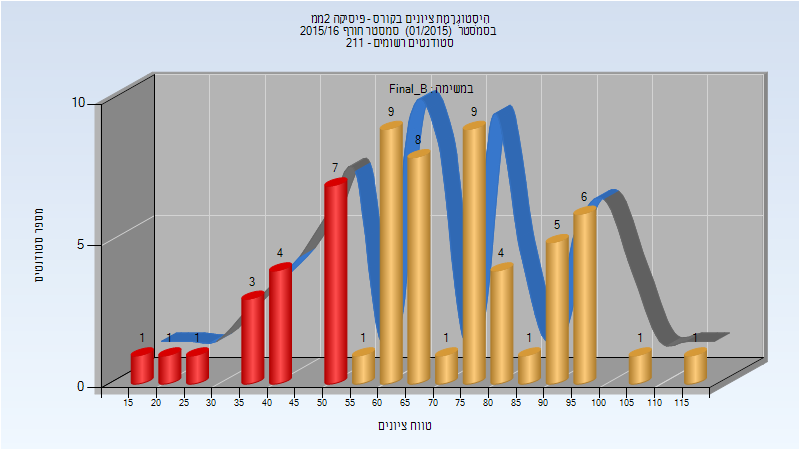 היסטוגרמת ציונים בקורס - פיסיקה 2ממ
בסמסטר (01/2015) סמסטר חורף 2015/16
סטודנטים רשומים - 211
במשימה : Final_B
מספר סטודנטים
10
5
0
1 1 1 3 4 7 1 9 8 1 9 4 1 5 6 1 1
15 20 25 30 35 40 45 50 55 60 65 70 75 80 85 90 95 100 105 110 115
טווח ציונים